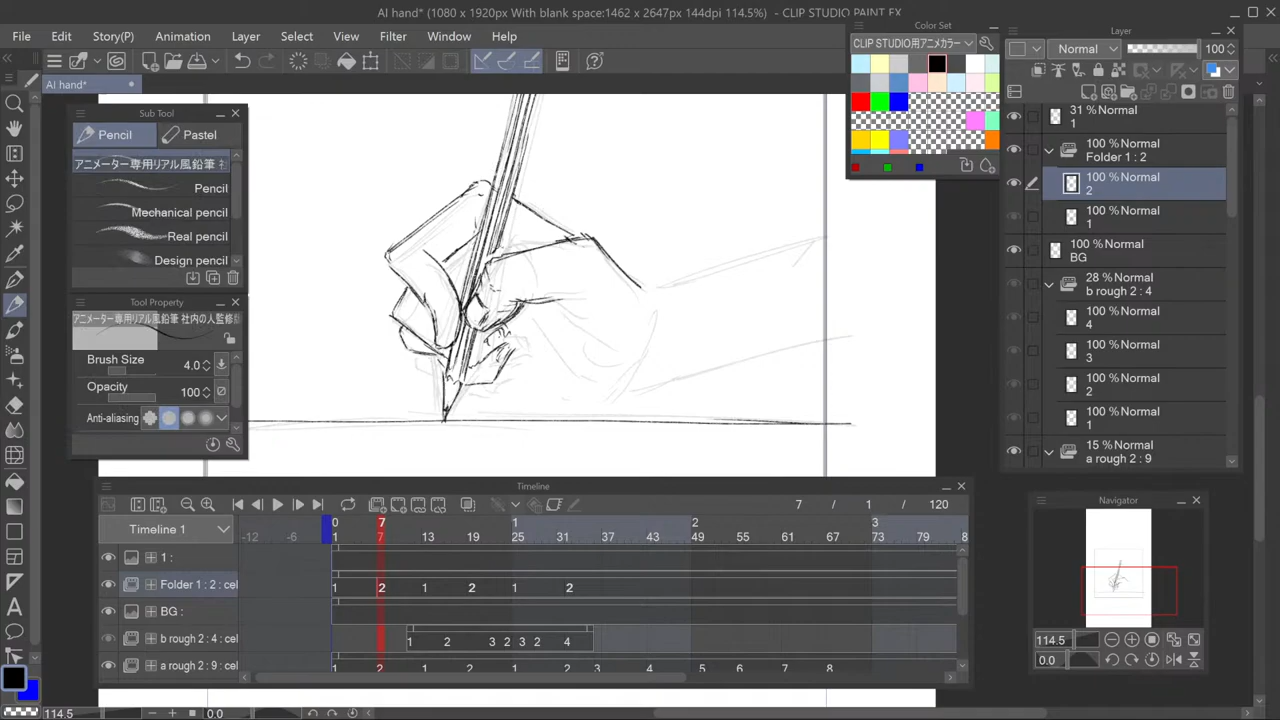 AI hand* (1080 x 1920px With blank space:1462 x 2647px 144dpi 114.5%) - CLIP STUDIO PAINT EX
File Edit Story(P) Animation Layer Select View Filter Window Help
AI hand*
Sub Tool
Pencil Pastel
アニメーター専用リアル風鉛筆 ネ
Pencil
Mechanical pencil
Real pencil
Design pencil
Tool Property
アニメーター専用リアル風鉛筆 社内の人監修
Brush Size 4.0
Opacity 100
Anti-aliasing
Color Set
CLIP STUDIO用アニメカラー
Layer
Normal 100
31 % Normal
1
100 % Normal
Folder 1 : 2
100 % Normal
2
100 % Normal
1
100 % Normal
BG
28 % Normal
b rough 2 : 4
100 % Normal
4
100 % Normal
3
100 % Normal
2
100 % Normal
1
15 % Normal
a rough 2 : 9
Timeline
7 / 1 / 120
Timeline 1
0 7 1 2 3
-12 -6 1 7 13 19 25 31 37 43 49 55 61 67 73 79 8
1 :
Folder 1 : 2 : cel 1 2 1 2 1 2
BG :
b rough 2 : 4 : cel 1 2 3 2 3 2 4
a rough 2 : 9 : cel 1 2 1 2 1 2 3 4 5 6 7 8
Navigator
114.5
0.0
114.5 0.0